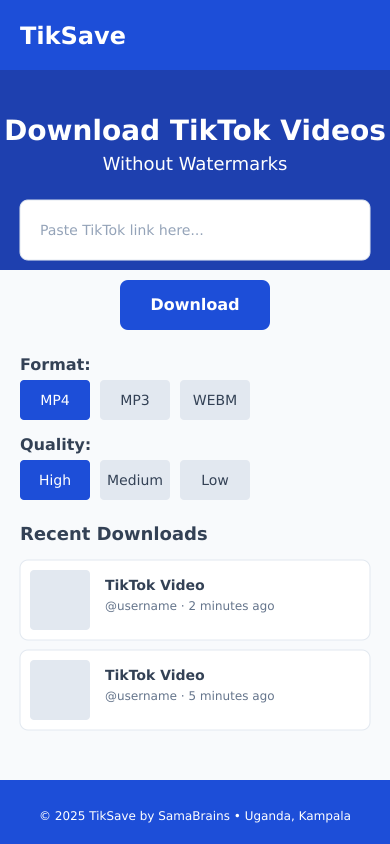 TikSave
Download TikTok Videos
Without Watermarks
Paste TikTok link here...
Download
Format:
MP4 MP3 WEBM
Quality:
High Medium Low
Recent Downloads
TikTok Video
@username · 2 minutes ago
TikTok Video
@username · 5 minutes ago
© 2025 TikSave by SamaBrains • Uganda, Kampala